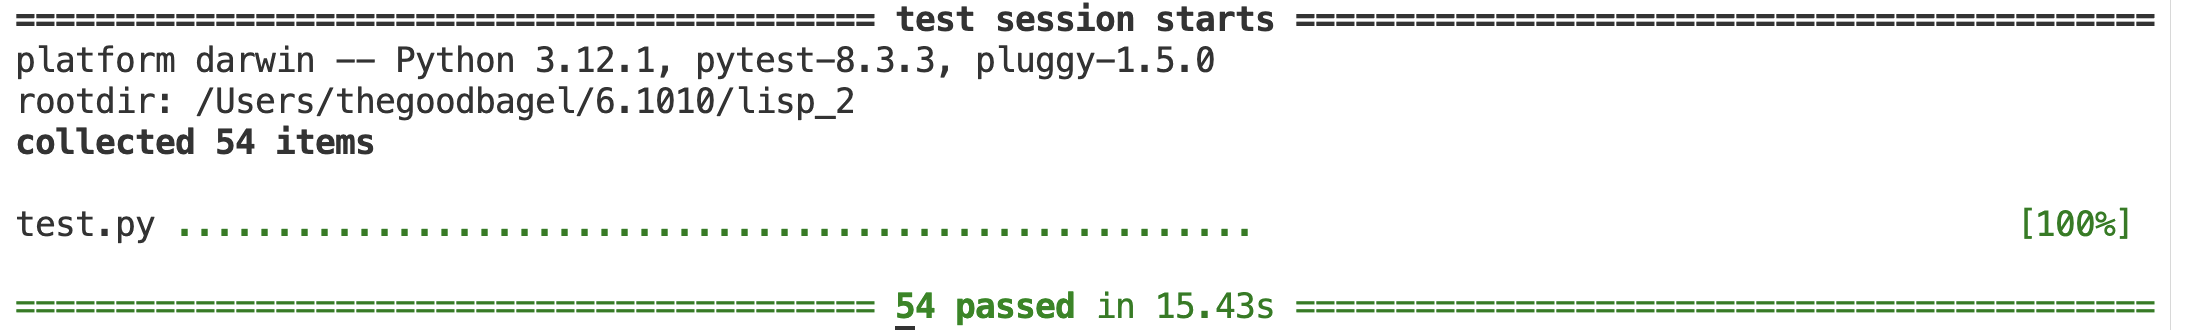 =========================================== test session starts ===========================================
platform darwin -- Python 3.12.1, pytest-8.3.3, pluggy-1.5.0
rootdir: /Users/thegoodbagel/6.1010/lisp_2
collected 54 items

test.py ...................................................... [100%]

=========================================== 54 passed in 15.43s ===========================================